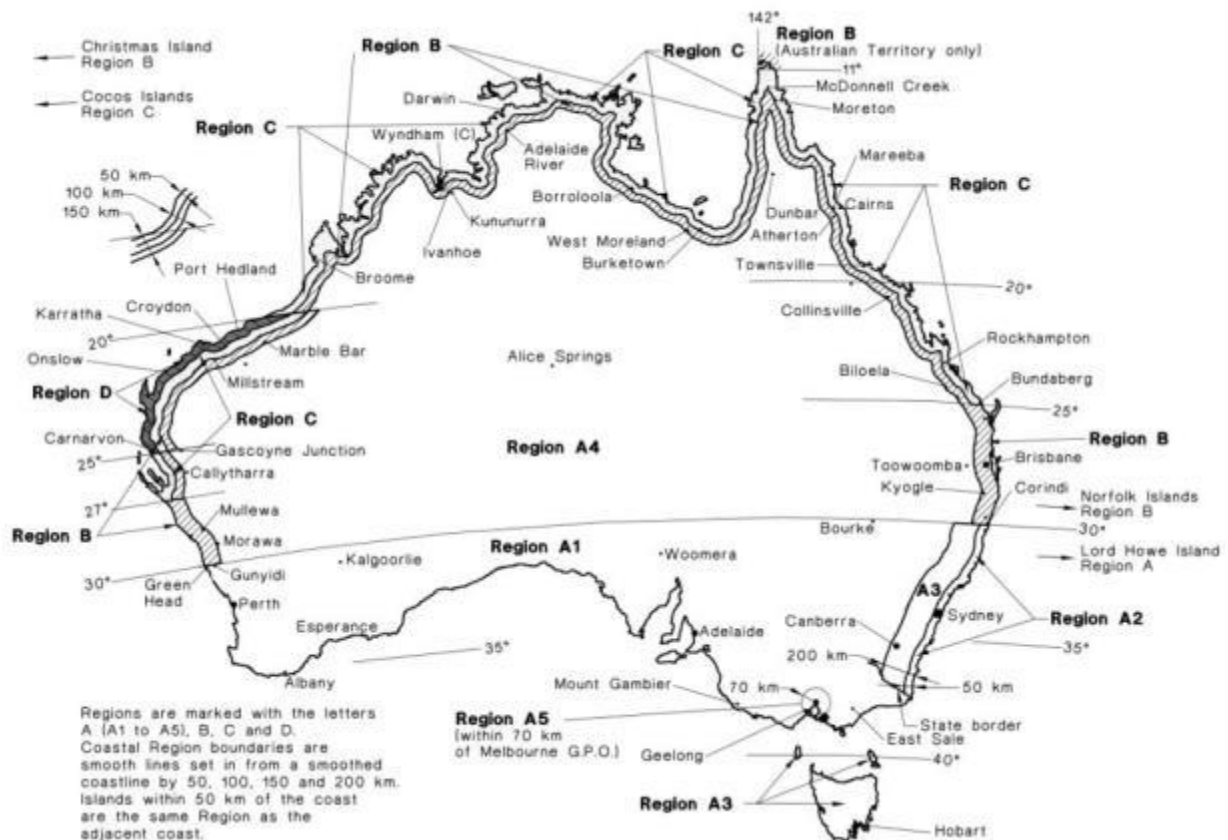 142°
Region B
(Australian Territory only)
11°
Christmas Island
Region B
Cocos Islands
Region C
Region B
Region C
McDonnell Creek
Moreton
Darwin
Region C
Wyndham (C)
Adelaide
River
Mareeba
50 km
100 km
150 km
Borroloola
Region C
Cairns
Kununurra
Dunbar
Ivanhoe
West Moreland
Atherton
Burketown
Townsville
Port Hedland
Broome
20°
Croydon
Collinsville
Karratha
20°
Marble Bar
Rockhampton
Onslow
Alice Springs
Millstream
Biloela
Bundaberg
Region D
Region C
25°
Carnarvon
Gascoyne Junction
Region A4
Region B
25°
Callytharra
Toowoomba
Brisbane
Kyogle
Corindi
27°
Norfolk Islands
Region B
Mullewa
Region B
Bourke
30°
Morawa
Region A1
Woomera
Lord Howe Island
Region A
30°
Kalgoorlie
Green
Head
Gunyidi
A3
Perth
Sydney
Esperance
Region A2
Adelaide
Canberra
35°
35°
200 km
Albany
Mount Gambier
70 km
50 km
Region A5
(within 70 km
of Melbourne G.P.O.)
State border
East Sale
Geelong
40°
Region A3
Hobart
Regions are marked with the letters
A (A1 to A5), B, C and D.
Coastal Region boundaries are
smooth lines set in from a smoothed
coastline by 50, 100, 150 and 200 km.
Islands within 50 km of the coast
are the same Region as the
adjacent coast.